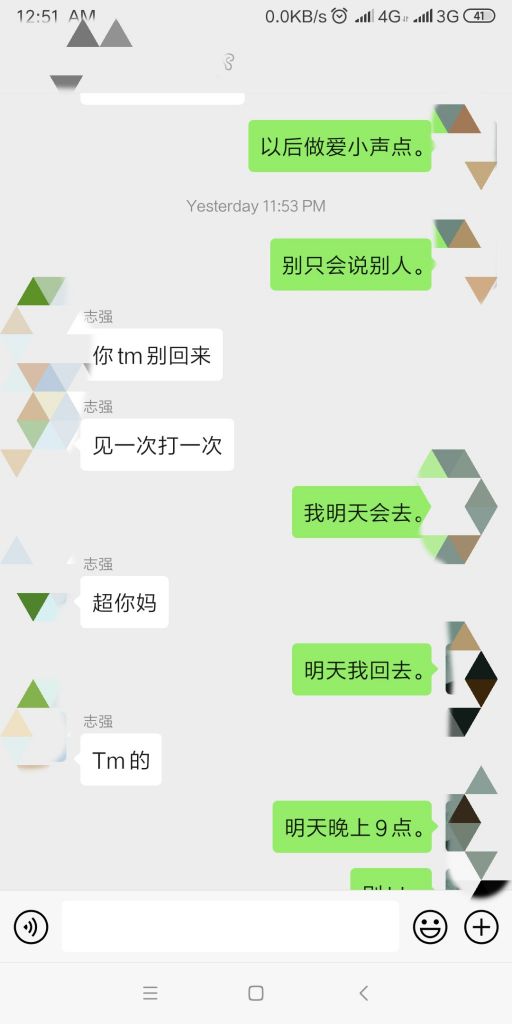 12:51 AM 0.0KB/s 4G 3G 41
以后做爱小声点。
Yesterday 11:53 PM
别只会说别人。
志强
你tm别回来
志强
见一次打一次
我明天会去。
志强
超你妈
明天我回去。
志强
Tm的
明天晚上9点。